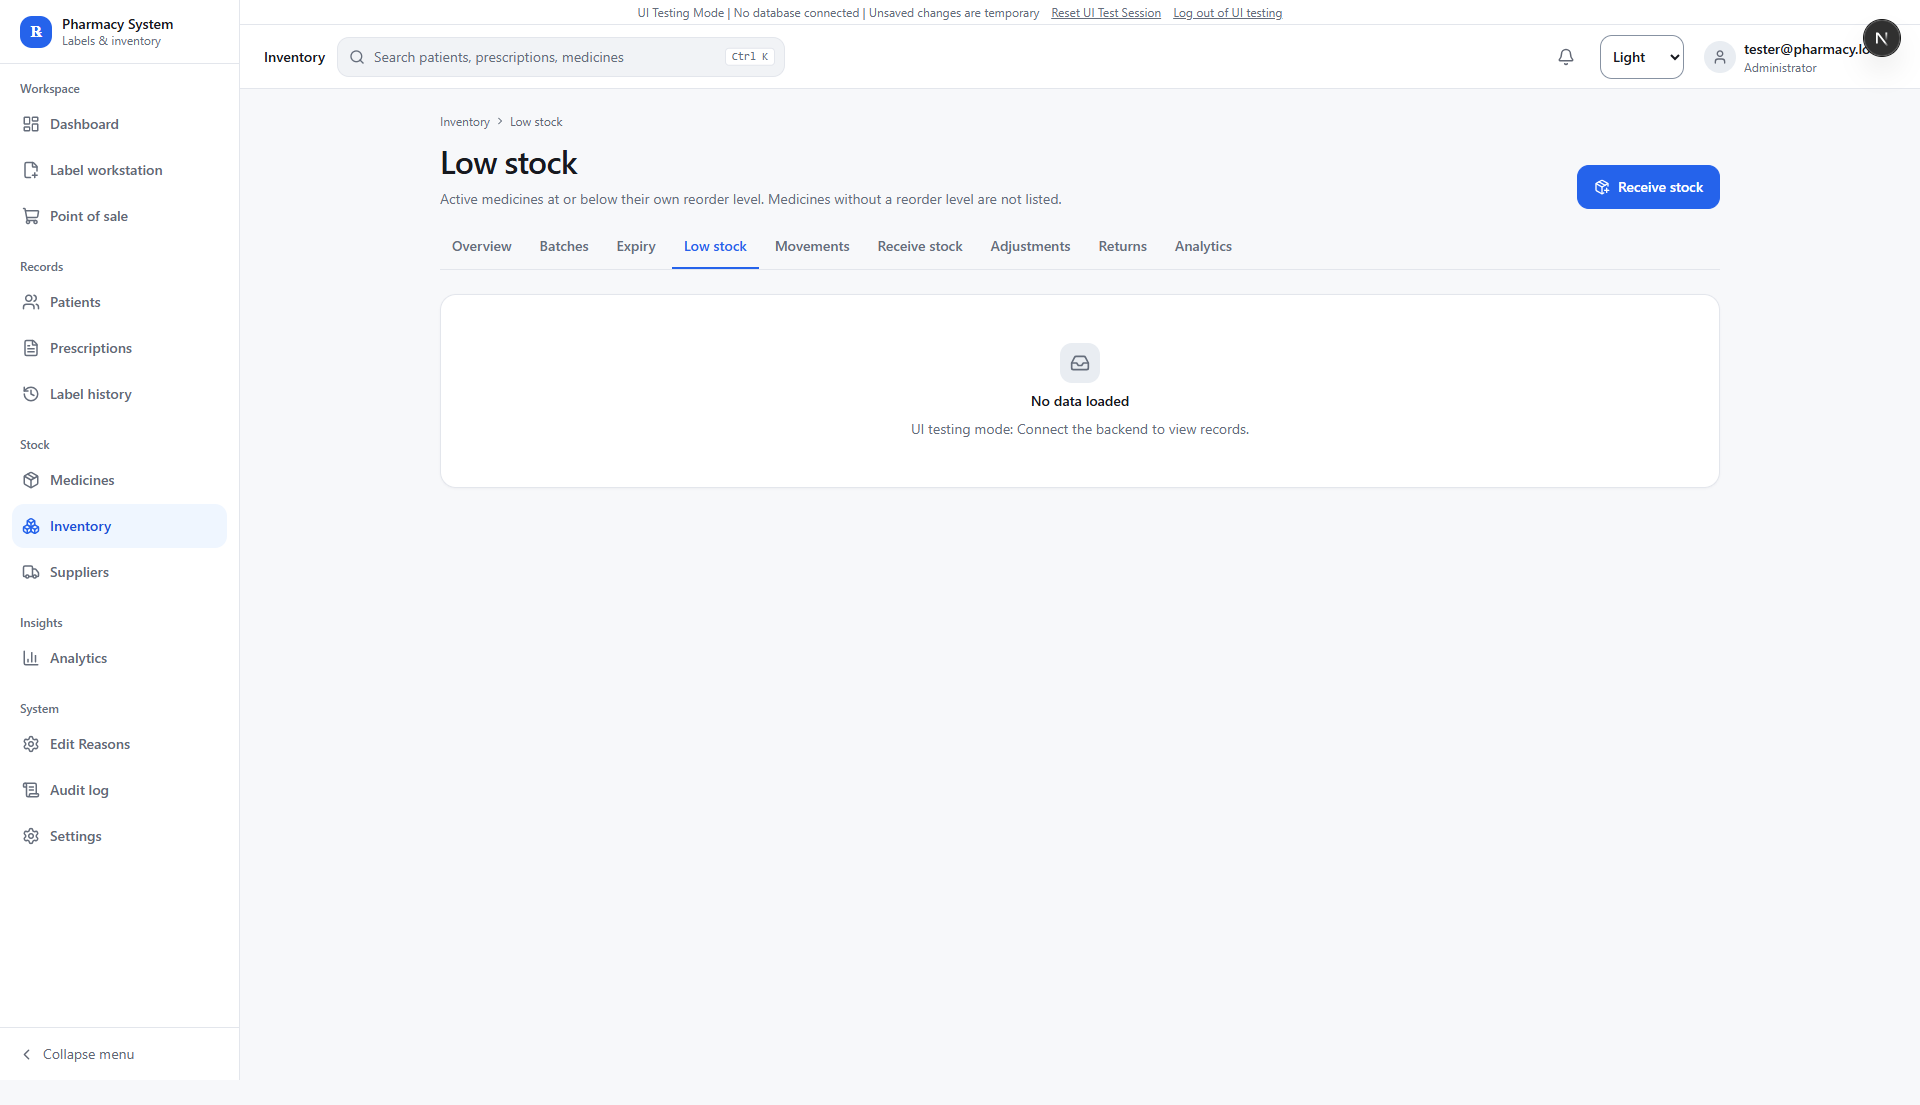 UI Testing Mode | No database connected | Unsaved changes are temporary Reset UI Test Session Log out of UI testing
Pharmacy System
Labels & inventory
Workspace
Dashboard
Label workstation
Point of sale
Records
Patients
Prescriptions
Label history
Stock
Medicines
Inventory
Suppliers
Insights
Analytics
System
Edit Reasons
Audit log
Settings
Collapse menu
Inventory
Search patients, prescriptions, medicines Ctrl K
Light
tester@pharmacy.lo
Administrator
N
Inventory > Low stock
Low stock
Active medicines at or below their own reorder level. Medicines without a reorder level are not listed.
Receive stock
Overview Batches Expiry Low stock Movements Receive stock Adjustments Returns Analytics
No data loaded
UI testing mode: Connect the backend to view records.